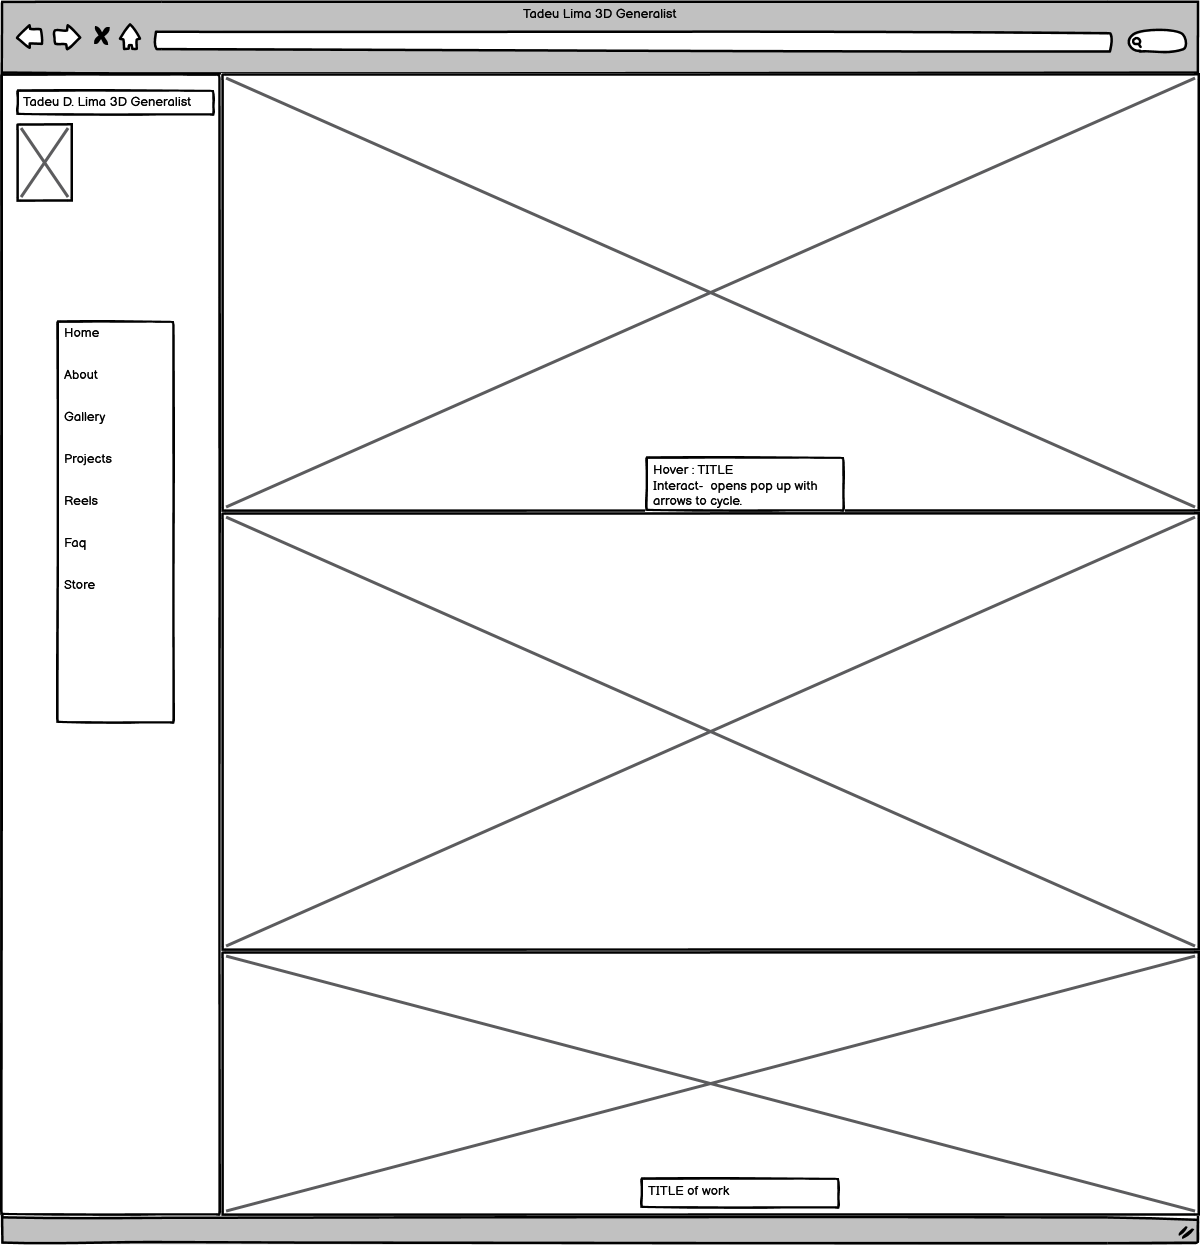 Tadeu Lima 3D Generalist
Tadeu D. Lima 3D Generalist
Home
About
Gallery
Projects
Reels
Faq
Store
Hover : TITLE
Interact- opens pop up with
arrows to cycle.
TITLE of work